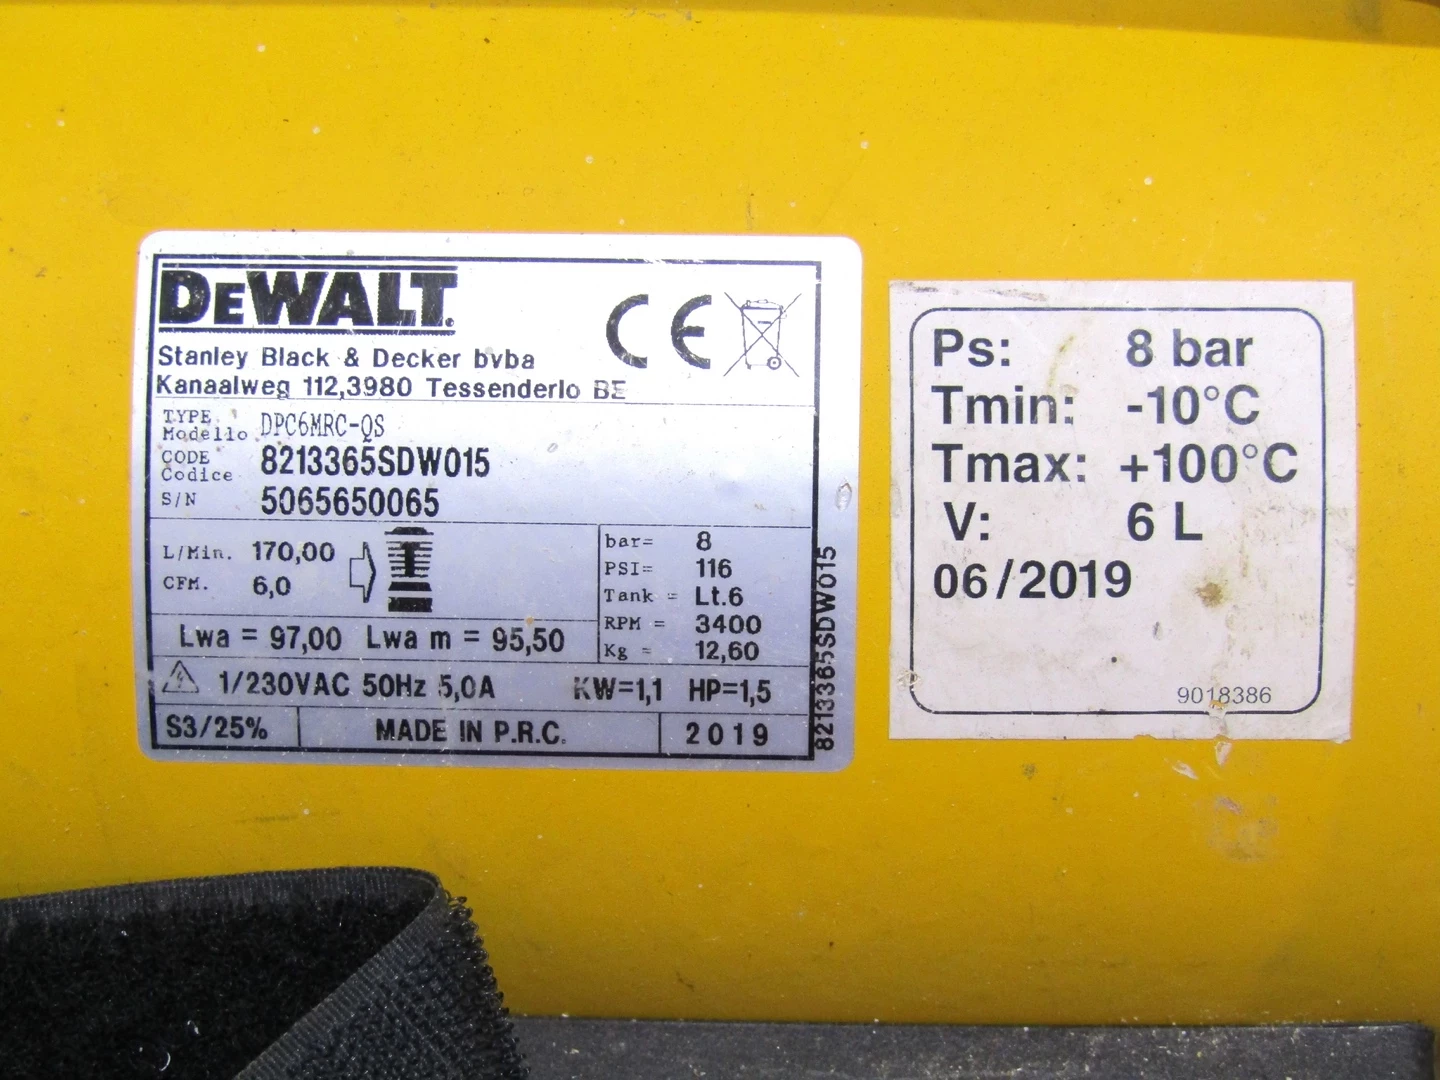 DEWALT.
CE
Stanley Black & Decker bvba
Kanaalweg 112,3980 Tessenderlo BE
TYPE
Modello DPC6MRC-QS
CODE
Codice 8213365SDW015
S/N 5065650065
L/Min. 170,00
CFM. 6,0
bar= 8
PSI= 116
Tank = Lt.6
RPM = 3400
Kg = 12,60
Lwa = 97,00 Lwa m = 95,50
1/230VAC 50Hz 5,0A KW=1,1 HP=1,5
S3/25% MADE IN P.R.C. 2019
8213365SDW015
Ps: 8 bar
Tmin: -10°C
Tmax: +100°C
V: 6 L
06/2019
9018386